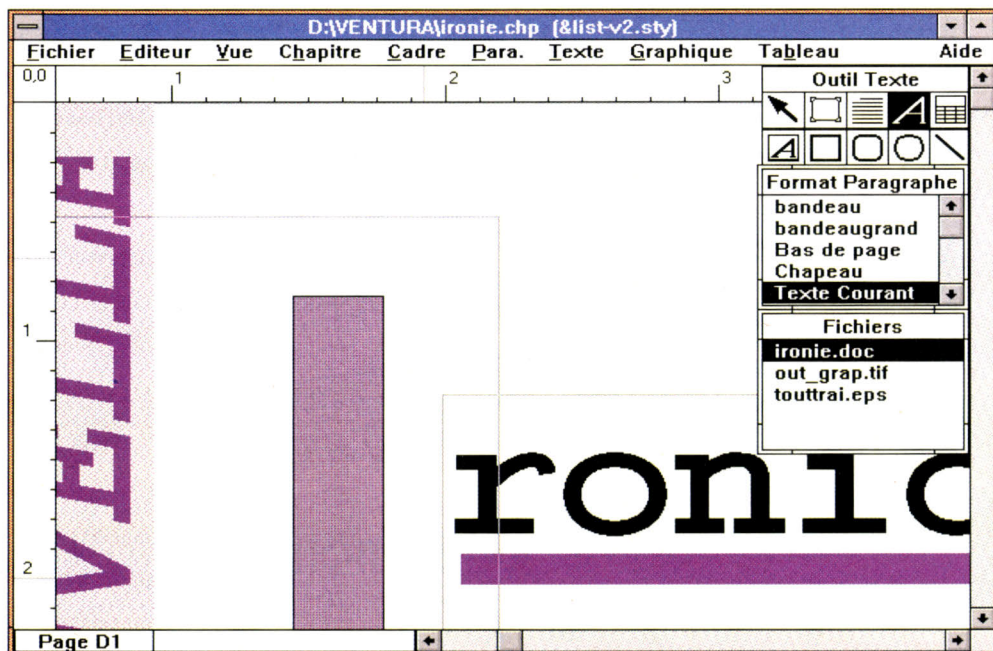 D:\VENTURA\ironie.chp (&list-v2.sty)
Fichier Editeur Vue Chapitre Cadre Para. Texte Graphique Tableau Aide
0,0 1 2 3
Outil Texte
A
A
Format Paragraphe
bandeau
bandeaugrand
Bas de page
Chapeau
Texte Courant
Fichiers
ironie.doc
out_grap.tif
touttrai.eps
1
2
VELLE
ronic
Page D1